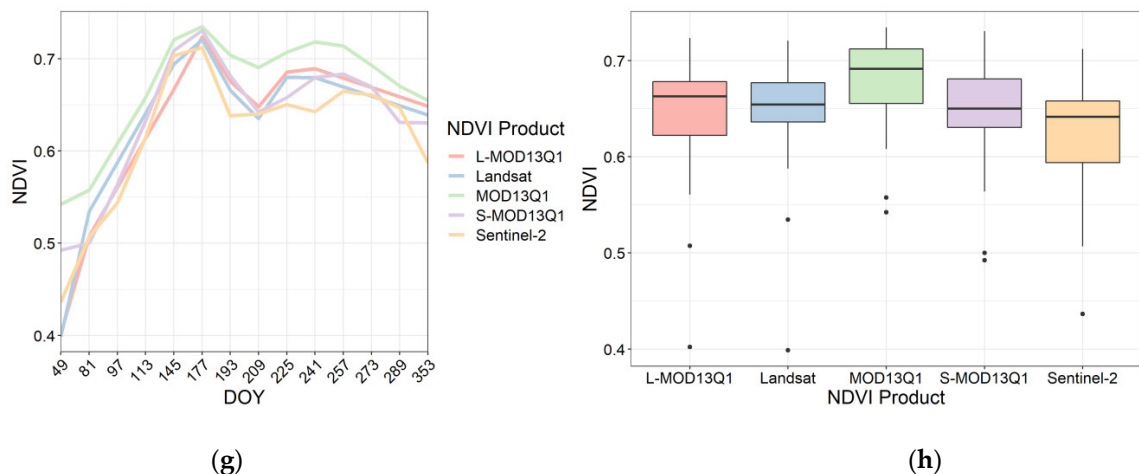 0.7
0.6
0.5
0.4
NDVI
49 81 97 113 145 177 193 209 225 241 257 273 289 353
DOY
NDVI Product
L-MOD13Q1
Landsat
MOD13Q1
S-MOD13Q1
Sentinel-2
(g)
0.7
0.6
0.5
0.4
NDVI
L-MOD13Q1 Landsat MOD13Q1 S-MOD13Q1 Sentinel-2
NDVI Product
(h)